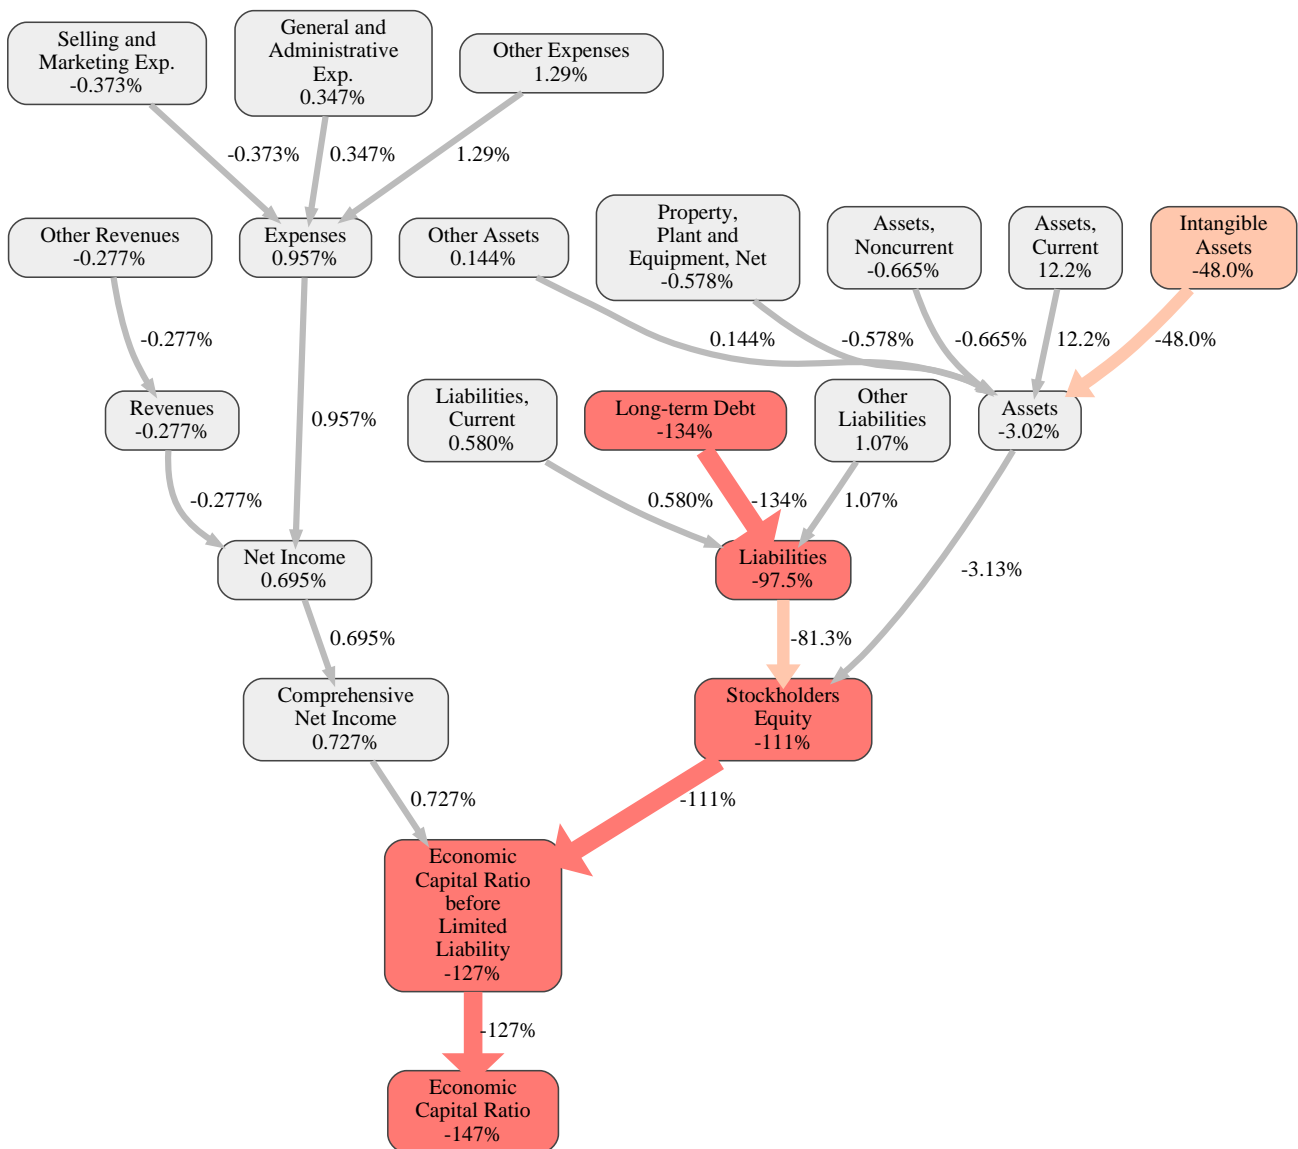 Selling and
Marketing Exp.
-0.373%
General and
Administrative
Exp.
0.347%
Other Expenses
1.29%
-0.373%
0.347%
1.29%
Other Revenues
-0.277%
Expenses
0.957%
Other Assets
0.144%
Property,
Plant and
Equipment, Net
-0.578%
Assets,
Noncurrent
-0.665%
Assets,
Current
12.2%
Intangible
Assets
-48.0%
-0.277%
0.144%
-0.578%
-0.665%
12.2%
-48.0%
Revenues
-0.277%
0.957%
Liabilities,
Current
0.580%
Long-term Debt
-134%
Other
Liabilities
1.07%
Assets
-3.02%
-0.277%
0.580%
-134%
1.07%
Net Income
0.695%
Liabilities
-97.5%
-3.13%
0.695%
-81.3%
Comprehensive
Net Income
0.727%
Stockholders
Equity
-111%
0.727%
-111%
Economic
Capital Ratio
before
Limited
Liability
-127%
-127%
Economic
Capital Ratio
-147%